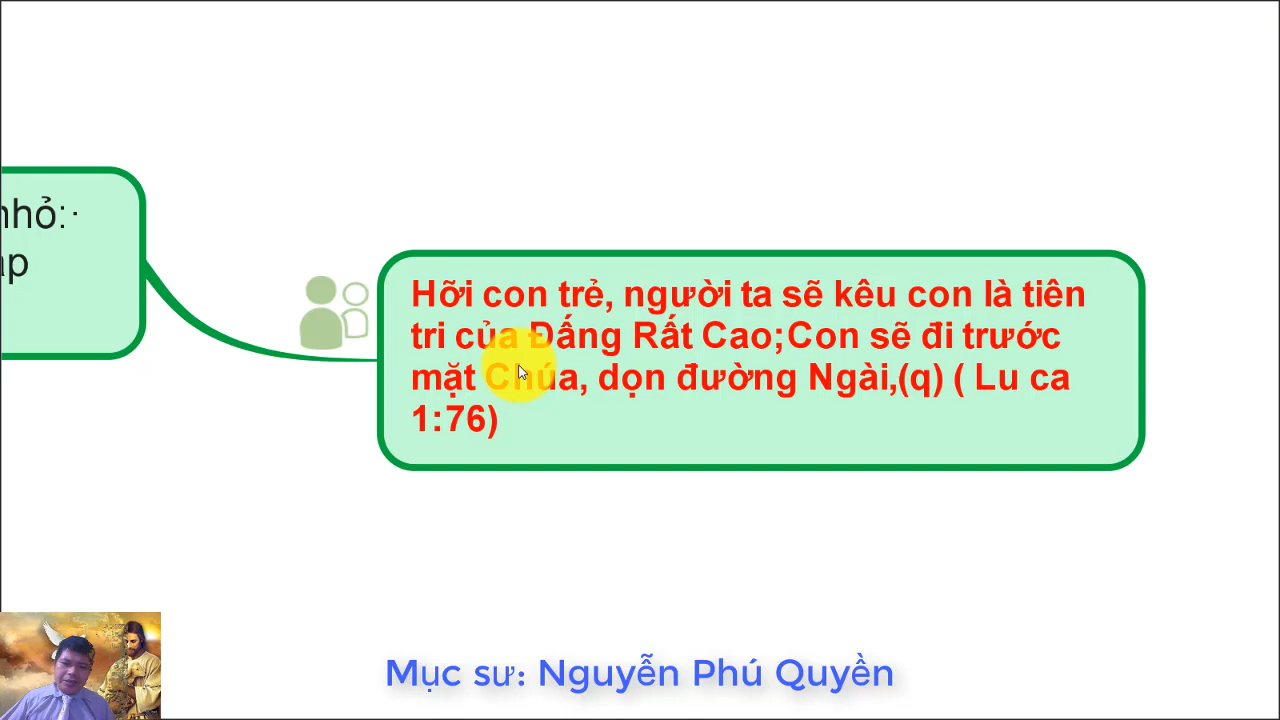 nhỏ:·
Hỡi con trẻ, người ta sẽ kêu con là tiên
tri của Đấng Rất Cao;Con sẽ đi trước
mặt Chúa, dọn đường Ngài,(q) ( Lu ca
1:76)
Mục sư: Nguyễn Phú Quyền